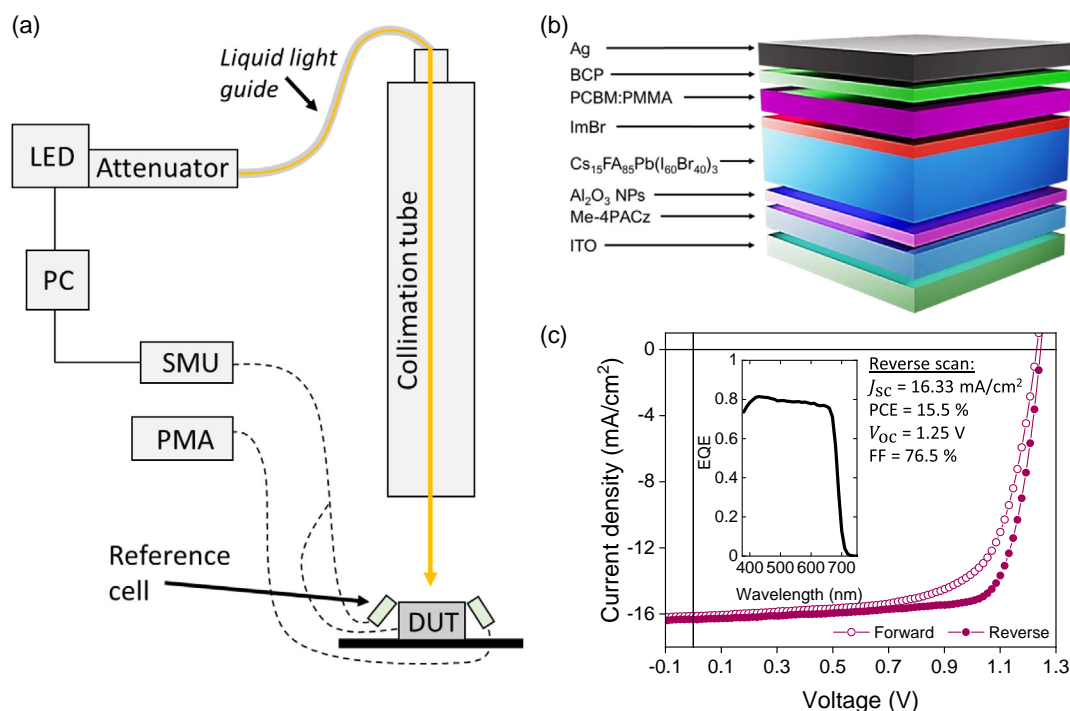 (a)
Liquid light
guide
LED
Attenuator
PC
SMU
PMA
Collimation tube
Reference
cell
DUT
(b)
Ag
BCP
PCBM:PMMA
ImBr
Cs₁₅FA₈₅Pb(I₆₀Br₄₀)₃
Al₂O₃ NPs
Me-4PACz
ITO
(c)
Current density (mA/cm²)
0
-4
-8
-12
-16
EQE
1
0.8
0.4
0
400 500 600 700
Wavelength (nm)
Reverse scan:
Jsc = 16.33 mA/cm²
PCE = 15.5 %
Voc = 1.25 V
FF = 76.5 %
Forward Reverse
-0.1 0.1 0.3 0.5 0.7 0.9 1.1 1.3
Voltage (V)